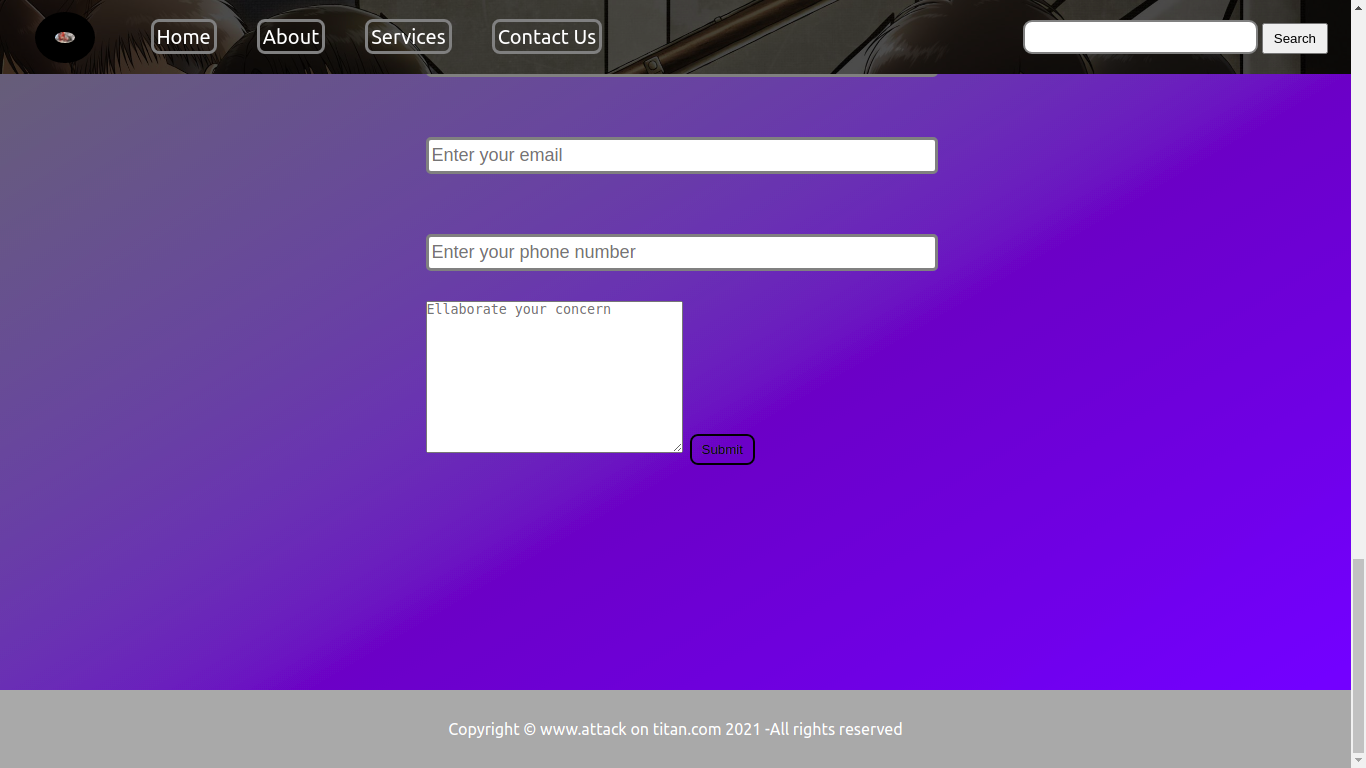 Home About Services Contact Us Search
Enter your email
Enter your phone number
Ellaborate your concern
Submit
Copyright © www.attack on titan.com 2021 -All rights reserved